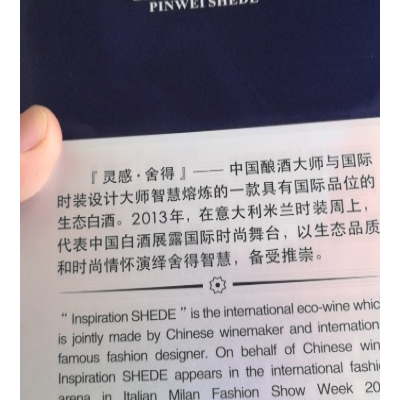 PINWEI SHEDE
『灵感·舍得』—— 中国酿酒大师与国际
时装设计大师智慧熔炼的一款具有国际品位的
生态白酒。2013年，在意大利米兰时装周上，
代表中国白酒展露国际时尚舞台，以生态品质
和时尚情怀演绎舍得智慧，备受推崇。
“ Inspiration SHEDE ” is the international eco-wine whic
is jointly made by Chinese winemaker and internation
famous fashion designer. On behalf of Chinese win
Inspiration SHEDE appears in the international fashi
arena in Italian Milan Fashion Show Week 20